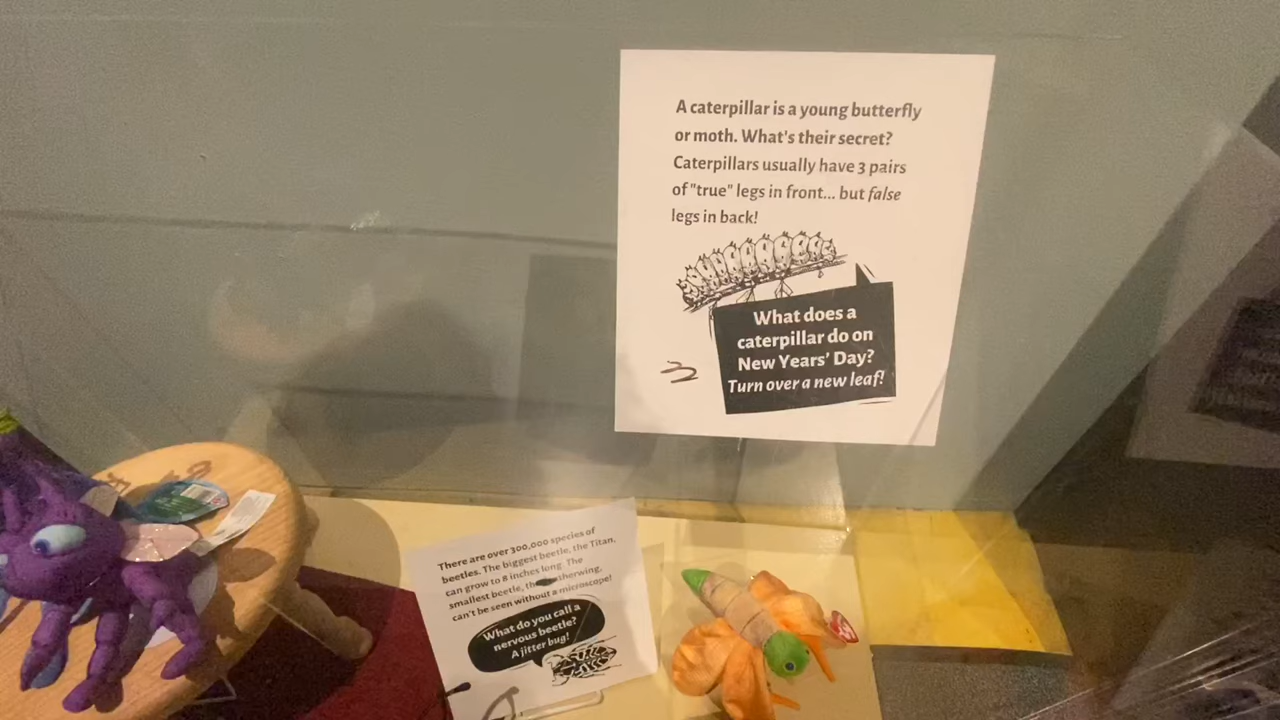 A caterpillar is a young butterfly
or moth. What's their secret?
Caterpillars usually have 3 pairs
of "true" legs in front... but false
legs in back!
What does a
caterpillar do on
New Years' Day?
Turn over a new leaf!
There are over 300,000 species of
beetles. The biggest beetle, the Titan,
can grow to 8 inches long. The
smallest beetle, the
can't be seen without a microscope!
What do you call a
nervous beetle?
A jitter bug!
ty